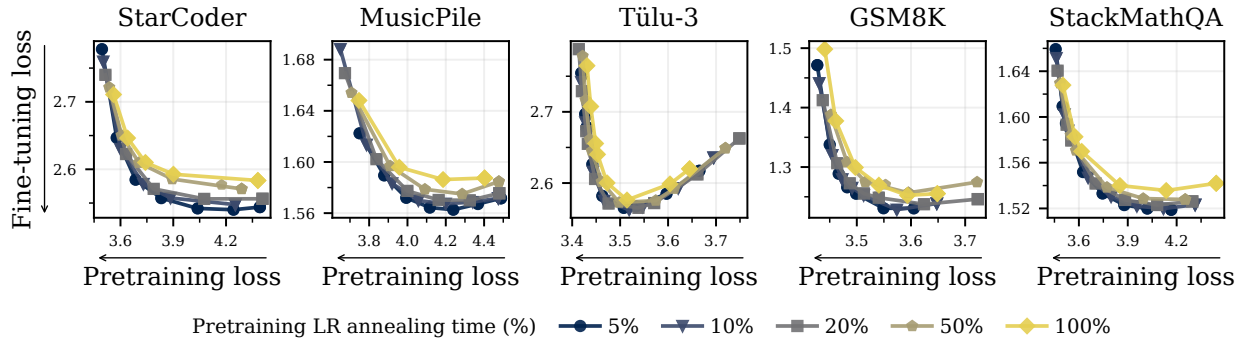 StarCoder MusicPile Tülu-3 GSM8K StackMathQA
Fine-tuning loss
2.7
2.6
3.6 3.9 4.2
1.68
1.64
1.60
1.56
3.8 4.0 4.2 4.4
2.7
2.6
3.4 3.5 3.6 3.7
1.5
1.4
1.3
3.5 3.6 3.7
1.64
1.60
1.56
1.52
3.6 3.9 4.2
Pretraining loss Pretraining loss Pretraining loss Pretraining loss Pretraining loss
Pretraining LR annealing time (%) 5% 10% 20% 50% 100%